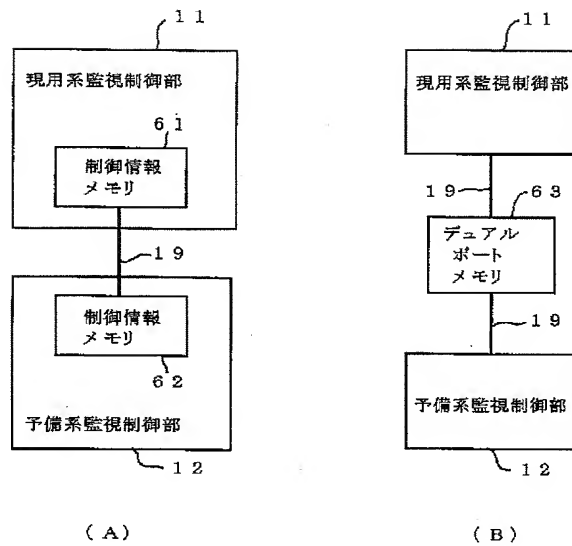 １１
現用系監視制御部
６１
制御情報
メモリ
１９
制御情報
メモリ
６２
予備系監視制御部
１２
（Ａ）
１１
現用系監視制御部
１９
６３
デュアル
ポート
メモリ
１９
予備系監視制御部
１２
（Ｂ）